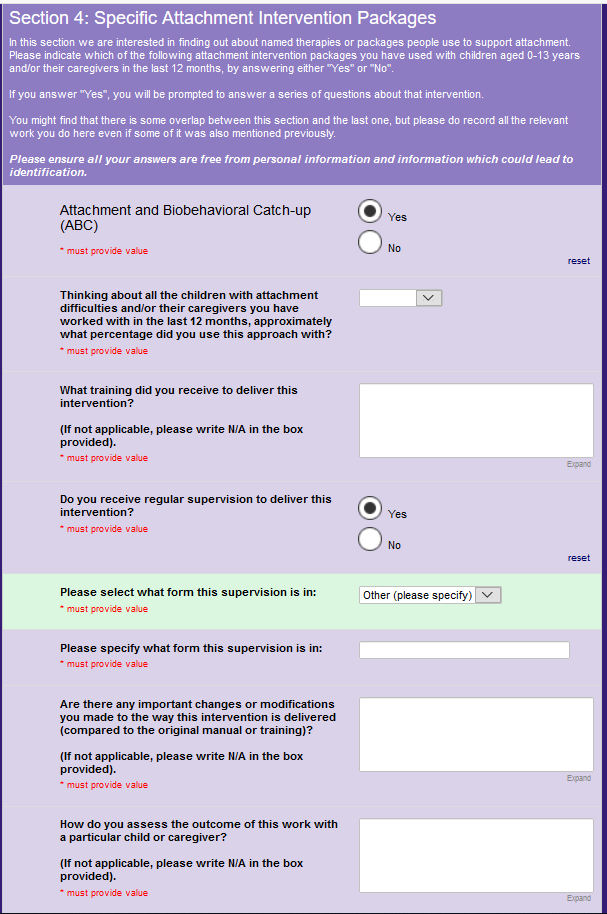 Section 4: Specific Attachment Intervention Packages
In this section we are interested in finding out about named therapies or packages people use to support attachment.
Please indicate which of the following attachment intervention packages you have used with children aged 0-13 years
and/or their caregivers in the last 12 months, by answering either "Yes" or "No".
If you answer "Yes", you will be prompted to answer a series of questions about that intervention.
You might find that there is some overlap between this section and the last one, but please do record all the relevant
work you do here even if some of it was also mentioned previously.
Please ensure all your answers are free from personal information and information which could lead to
identification.
Attachment and Biobehavioral Catch-up
(ABC)
* must provide value
Yes
No
reset
Thinking about all the children with attachment
difficulties and/or their caregivers you have
worked with in the last 12 months, approximately
what percentage did you use this approach with?
* must provide value
What training did you receive to deliver this
intervention?
(If not applicable, please write N/A in the box
provided).
* must provide value
Expand
Do you receive regular supervision to deliver this
intervention?
* must provide value
Yes
No
reset
Please select what form this supervision is in:
* must provide value
Other (please specify)
Please specify what form this supervision is in:
* must provide value
Are there any important changes or modifications
you made to the way this intervention is delivered
(compared to the original manual or training)?
(If not applicable, please write N/A in the box
provided).
* must provide value
Expand
How do you assess the outcome of this work with
a particular child or caregiver?
(If not applicable, please write N/A in the box
provided).
* must provide value
Expand